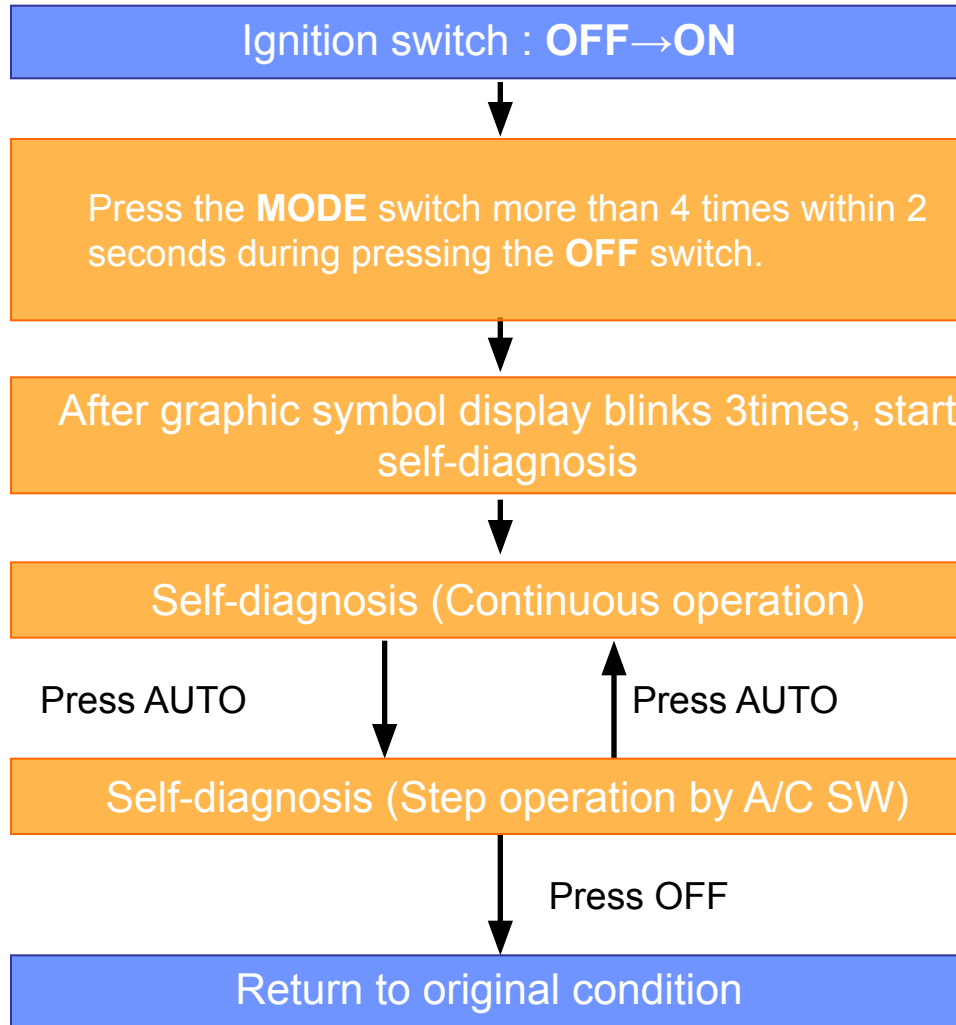 Ignition switch : OFF→ON
Press the MODE switch more than 4 times within 2
seconds during pressing the OFF switch.
After graphic symbol display blinks 3times, start
self-diagnosis
Self-diagnosis (Continuous operation)
Press AUTO
Press AUTO
Self-diagnosis (Step operation by A/C SW)
Press OFF
Return to original condition